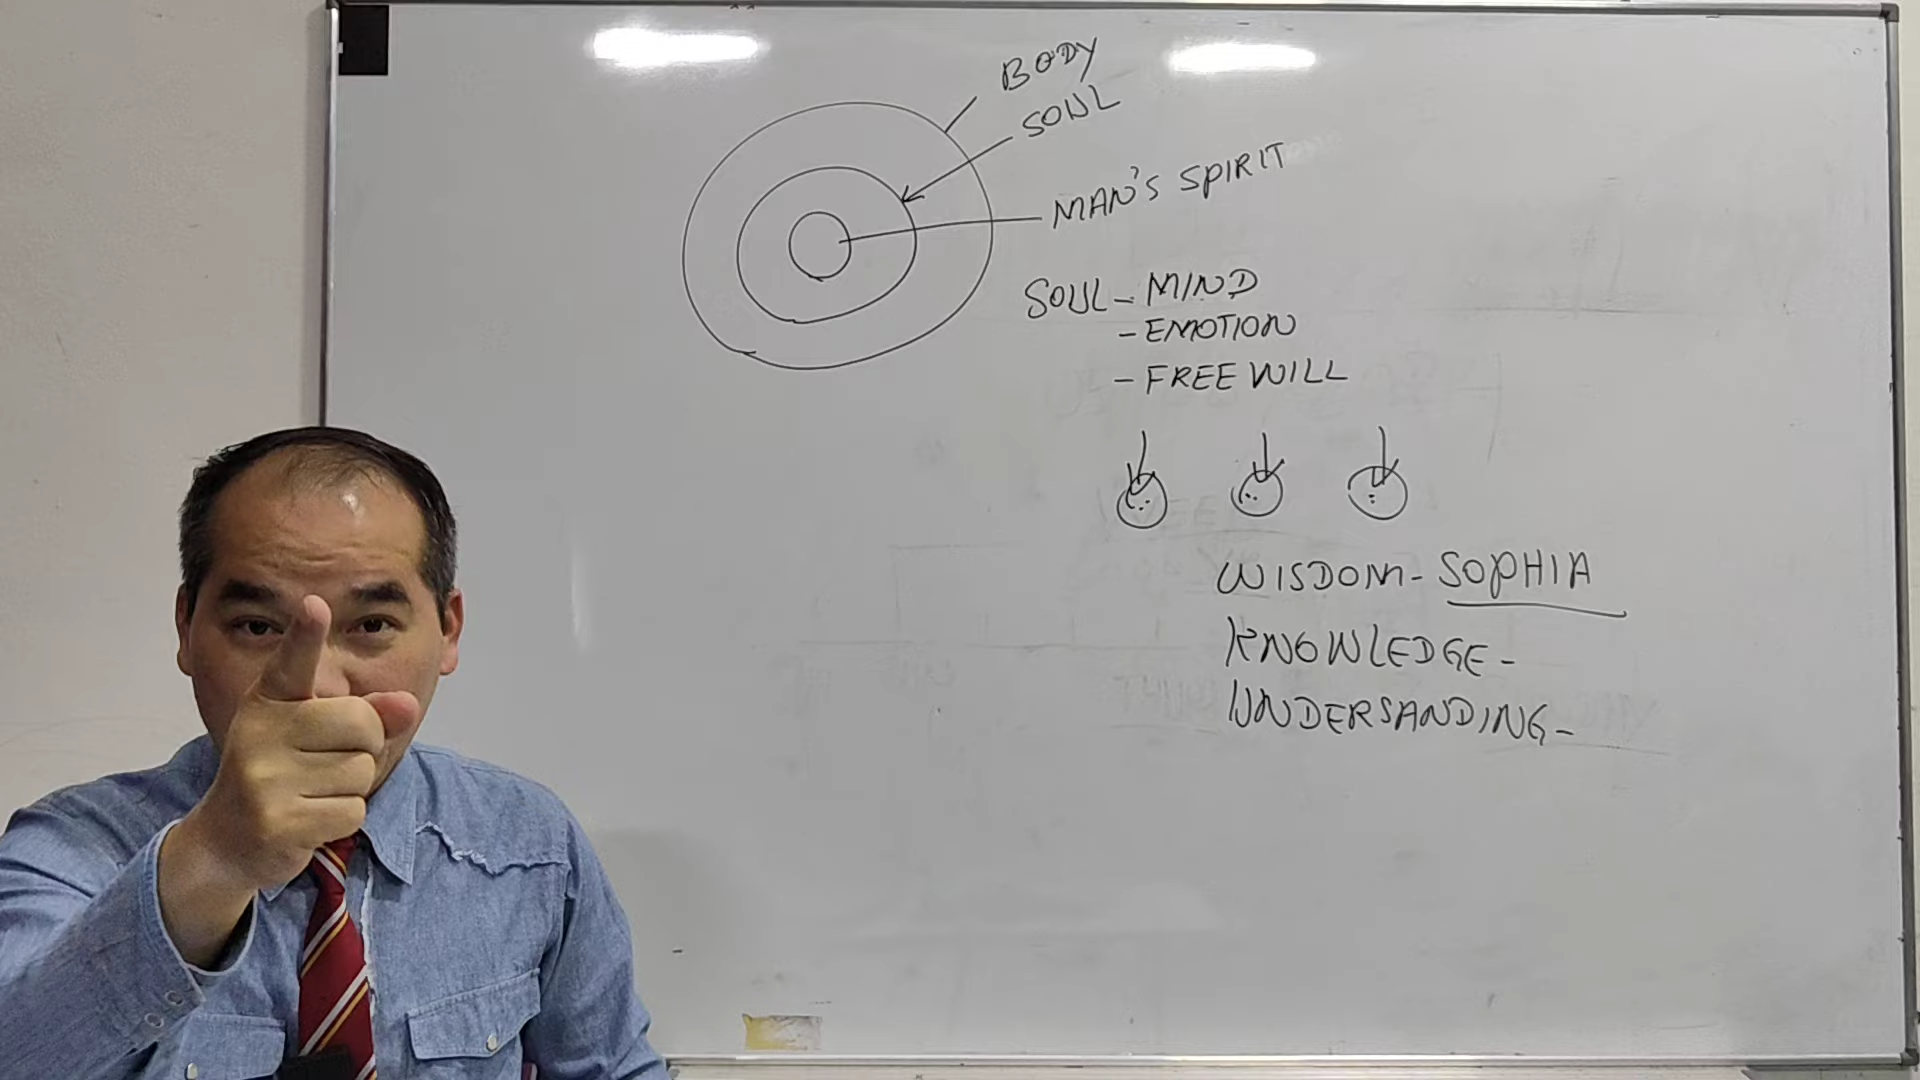 BODY
SOUL
MAN'S SPIRIT
SOUL - MIND
- EMOTION
- FREE WILL
WISDOM - SOPHIA
KNOWLEDGE -
UNDERSANDING -